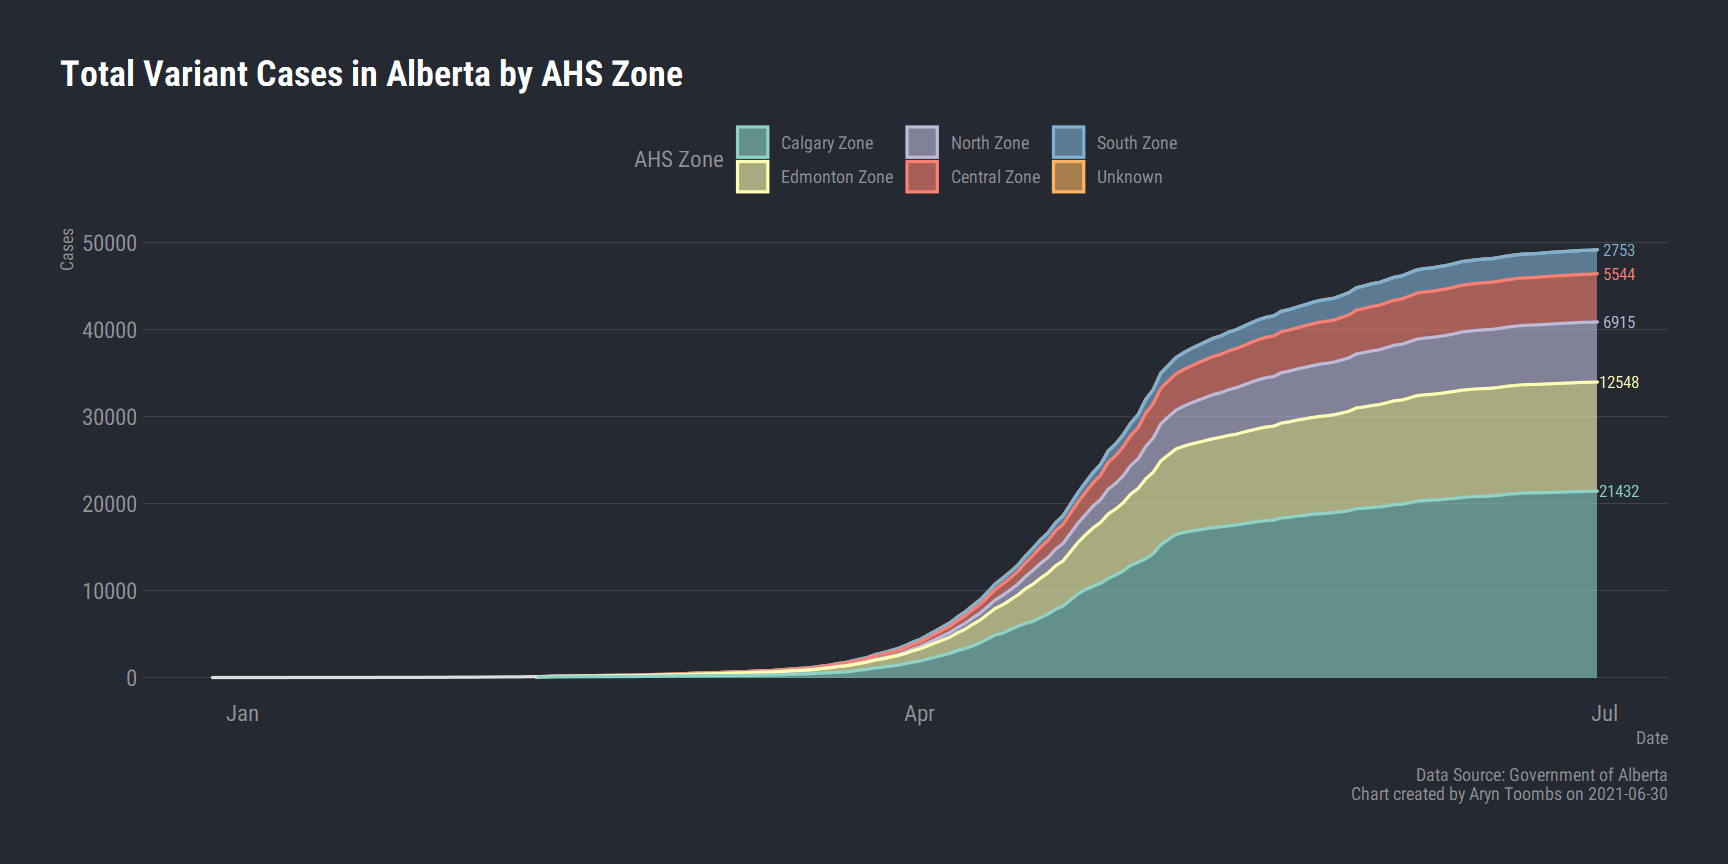 Total Variant Cases in Alberta by AHS Zone
AHS Zone
Calgary Zone
North Zone
South Zone
Edmonton Zone
Central Zone
Unknown
Cases
50000
40000
30000
20000
10000
0
2753
5544
6915
12548
21432
Jan
Apr
Jul
Date
Data Source: Government of Alberta
Chart created by Aryn Toombs on 2021-06-30